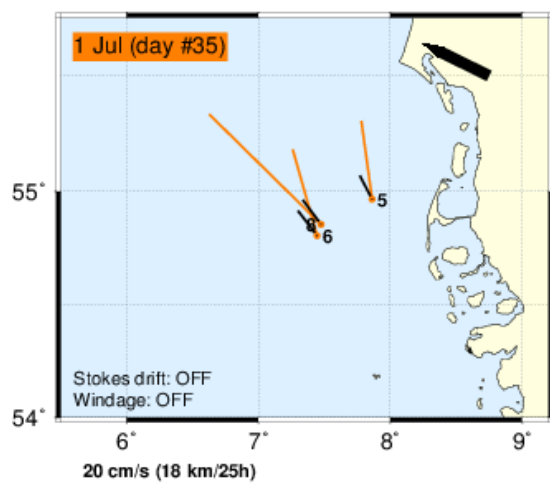 1 Jul (day #35)
55°
5
8
6
Stokes drift: OFF
Windage: OFF
54°
6° 7° 8° 9°
20 cm/s (18 km/25h)